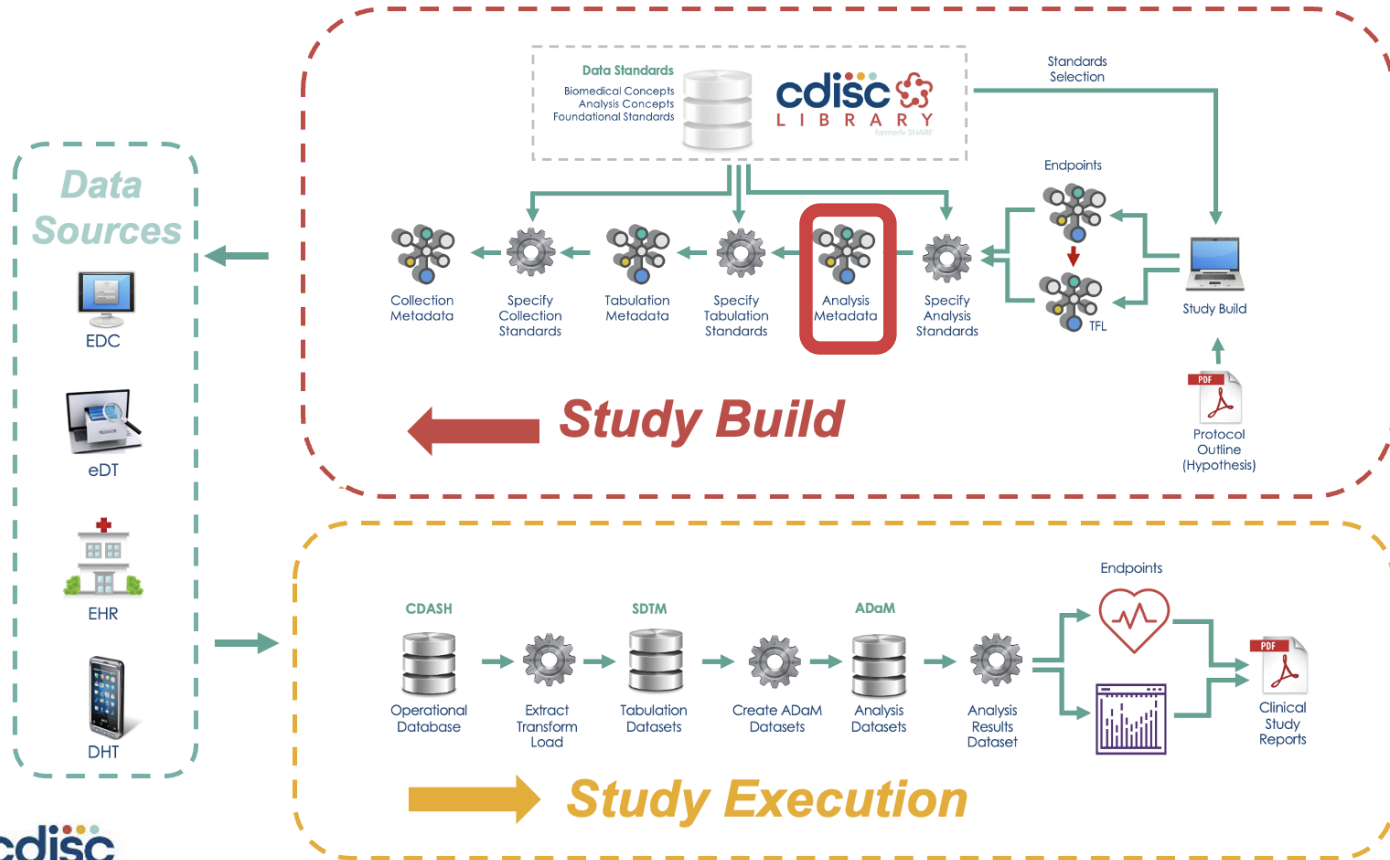 Data Standards
Biomedical Concepts
Analysis Concepts
Foundational Standards
cdisc
LIBRARY
formerly SHARE
Standards
Selection
Data
Sources
EDC
eDT
EHR
DHT
Endpoints
TFL
Collection
Metadata
Specify
Collection
Standards
Tabulation
Metadata
Specify
Tabulation
Standards
Analysis
Metadata
Specify
Analysis
Standards
Study Build
PDF
Protocol
Outline
(Hypothesis)
Study Build
CDASH
Operational
Database
Extract
Transform
Load
SDTM
Tabulation
Datasets
Create ADaM
Datasets
ADaM
Analysis
Datasets
Analysis
Results
Dataset
Endpoints
PDF
Clinical
Study
Reports
Study Execution
cdisc